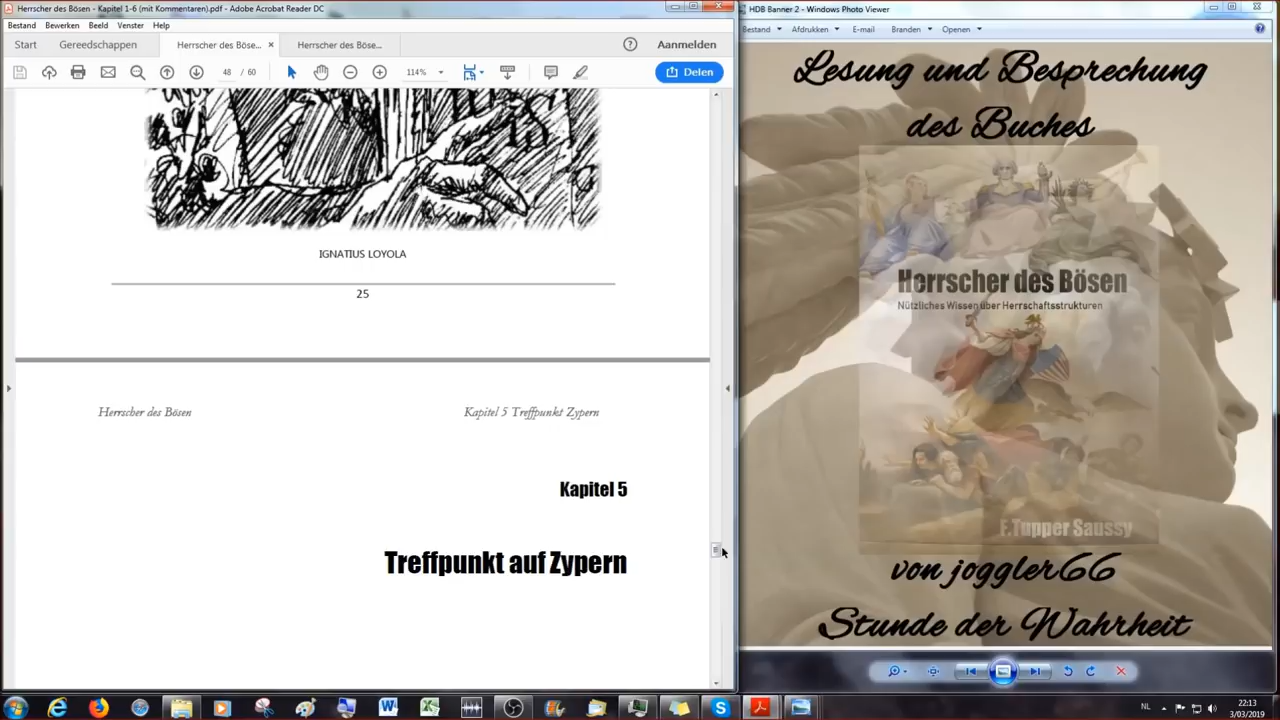 Herrscher des Bösen - Kapitel 1-6 (mit Kommentaren).pdf - Adobe Acrobat Reader DC
Bestand Bewerken Beeld Venster Help
Start Gereedschappen Herrscher des Böse... × Herrscher des Böse... Aanmelden
48 / 60 114% Delen
IGNATIUS LOYOLA
25
Herrscher des Bösen Kapitel 5 Treffpunkt Zypern
Kapitel 5
Treffpunkt auf Zypern
HDB Banner 2 - Windows Photo Viewer
Bestand Afdrukken E-mail Branden Openen
Lesung und Besprechung
des Buches
Herrscher des Bösen
Nützliches Wissen über Herrschaftsstrukturen
F.Tupper Saussy
von joggler66
Stunde der Wahrheit
NL 22:13
3/03/2019